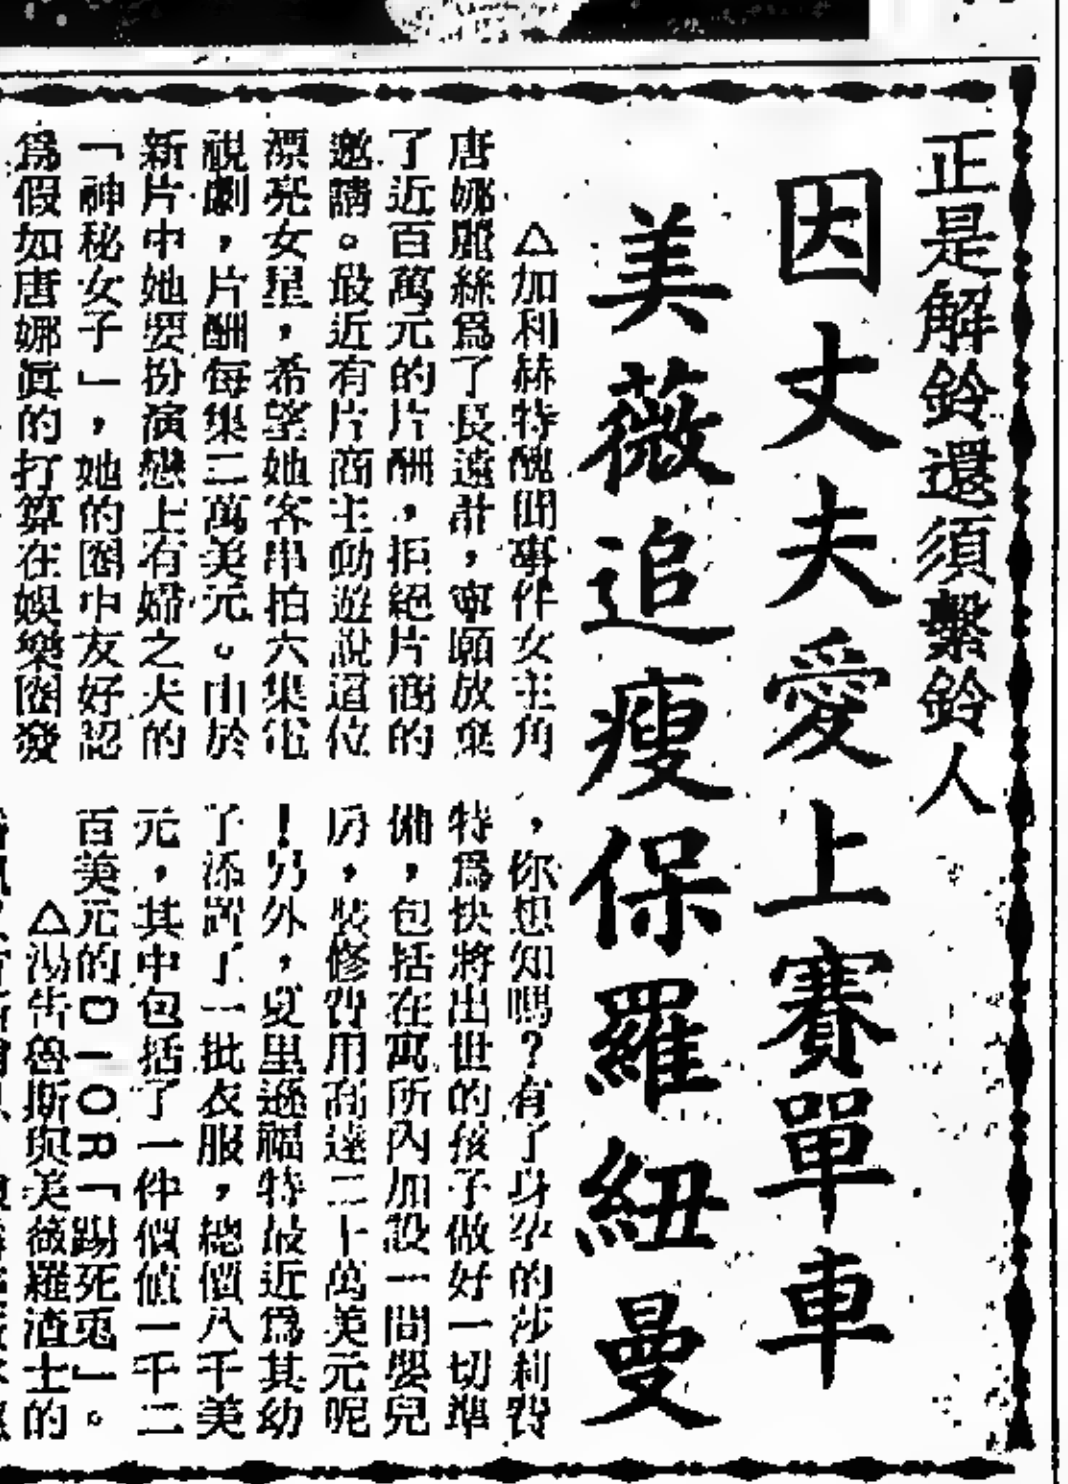 正是解鈴還須繫鈴人
因丈夫愛上賽單車
美薇追瘦保羅紐曼
△加利赫特醜聞事件女主角
唐娜麗絲爲了長遠計，寧願放棄
了近百萬元的片酬，拒絕片商的
邀請。最近有片商主動遊說這位
漂亮女星，希望她客串拍六集電
視劇，片酬每集二萬美元。由於
新片中她要扮演戀上有婦之夫的
「神秘女子」，她的圈中友好認
爲假如唐娜眞的打算在娛樂圈發
，你想知嗎？有了身孕的莎莉費
特爲快將出世的孩子做好一切準
備，包括在寓所內加設一間嬰兒
房，裝修費用高達二十萬美元呢
！另外，夏里遜福特最近爲其幼
子添置了一批衣服，總價八千美
元，其中包括了一件價值一千二
百美元的DIOR「踢死兎」。
△湯告魯斯與美薇羅渣士的